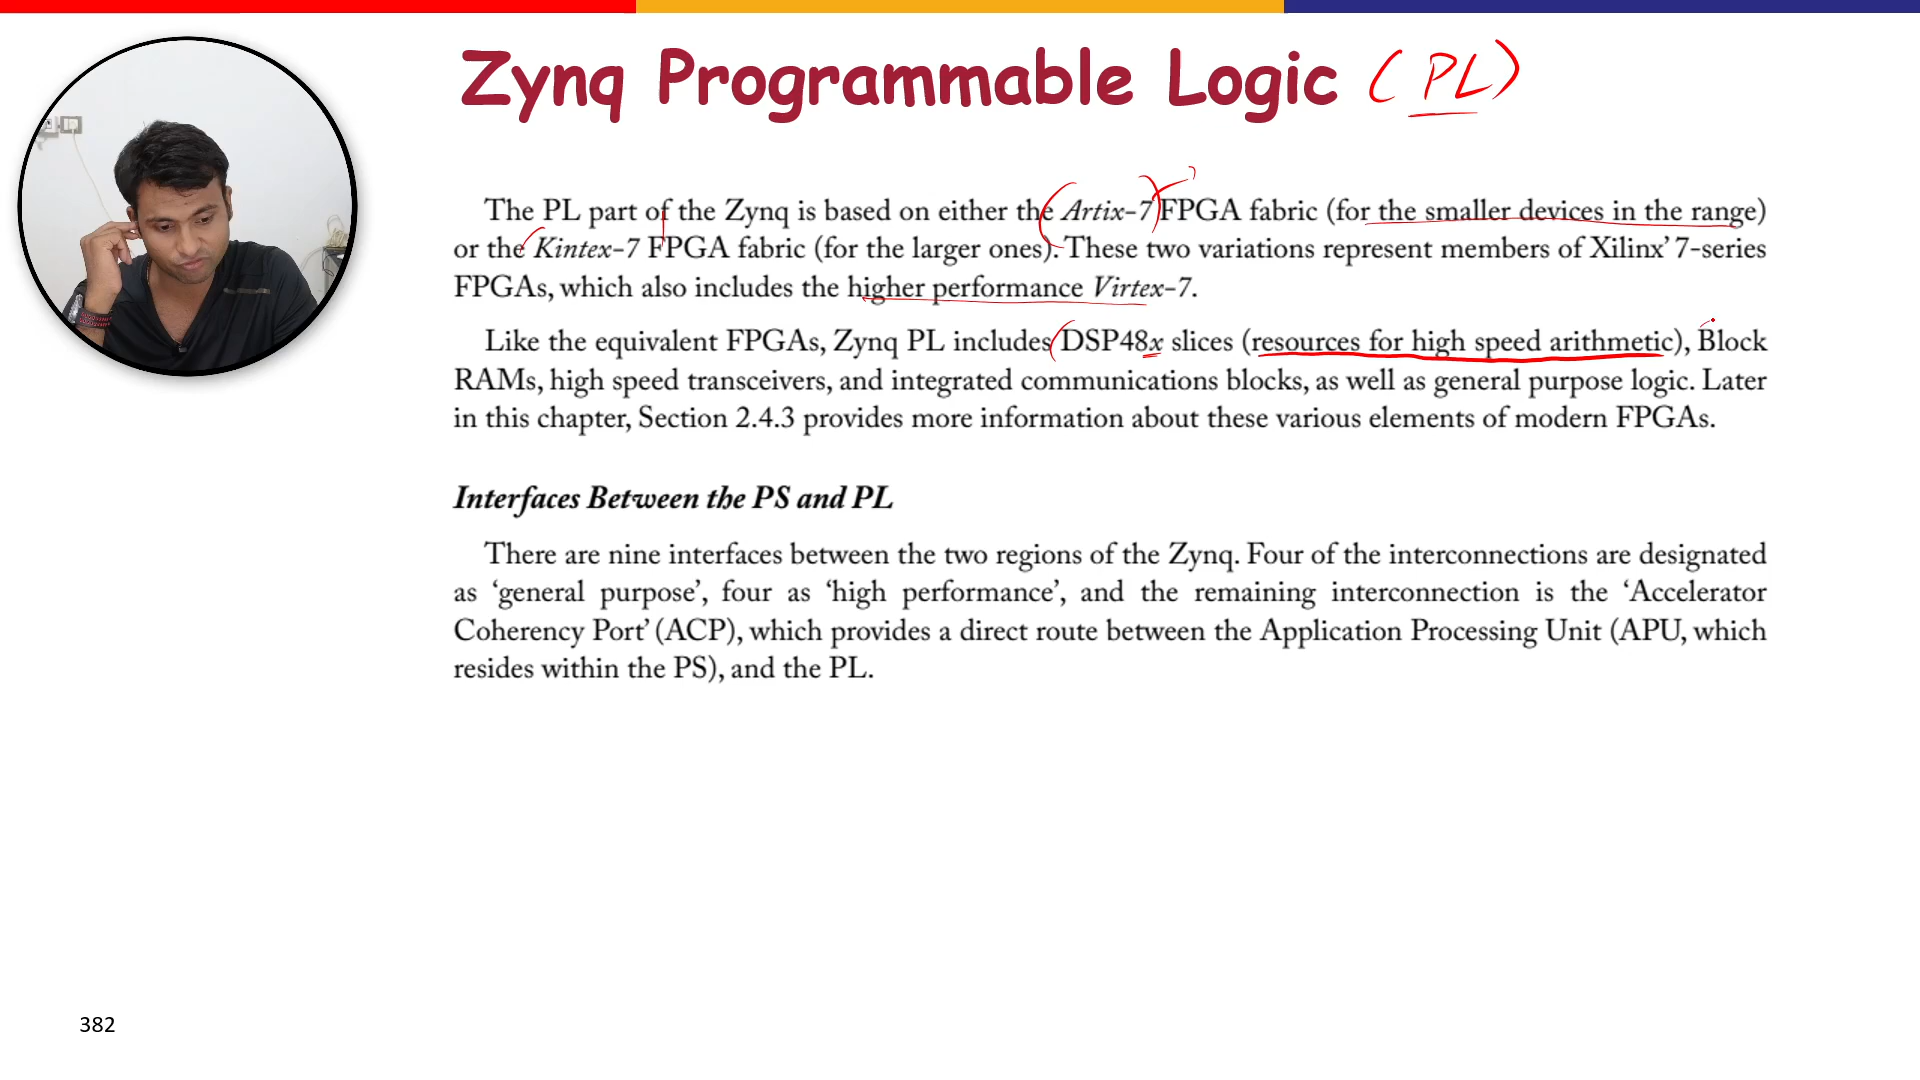 Zynq Programmable Logic (PL)
The PL part of the Zynq is based on either the Artix-7 FPGA fabric (for the smaller devices in the range)
or the Kintex-7 FPGA fabric (for the larger ones). These two variations represent members of Xilinx’ 7-series
FPGAs, which also includes the higher performance Virtex-7.
Like the equivalent FPGAs, Zynq PL includes DSP48x slices (resources for high speed arithmetic), Block
RAMs, high speed transceivers, and integrated communications blocks, as well as general purpose logic. Later
in this chapter, Section 2.4.3 provides more information about these various elements of modern FPGAs.
Interfaces Between the PS and PL
There are nine interfaces between the two regions of the Zynq. Four of the interconnections are designated
as ‘general purpose’, four as ‘high performance’, and the remaining interconnection is the ‘Accelerator
Coherency Port’ (ACP), which provides a direct route between the Application Processing Unit (APU, which
resides within the PS), and the PL.
382